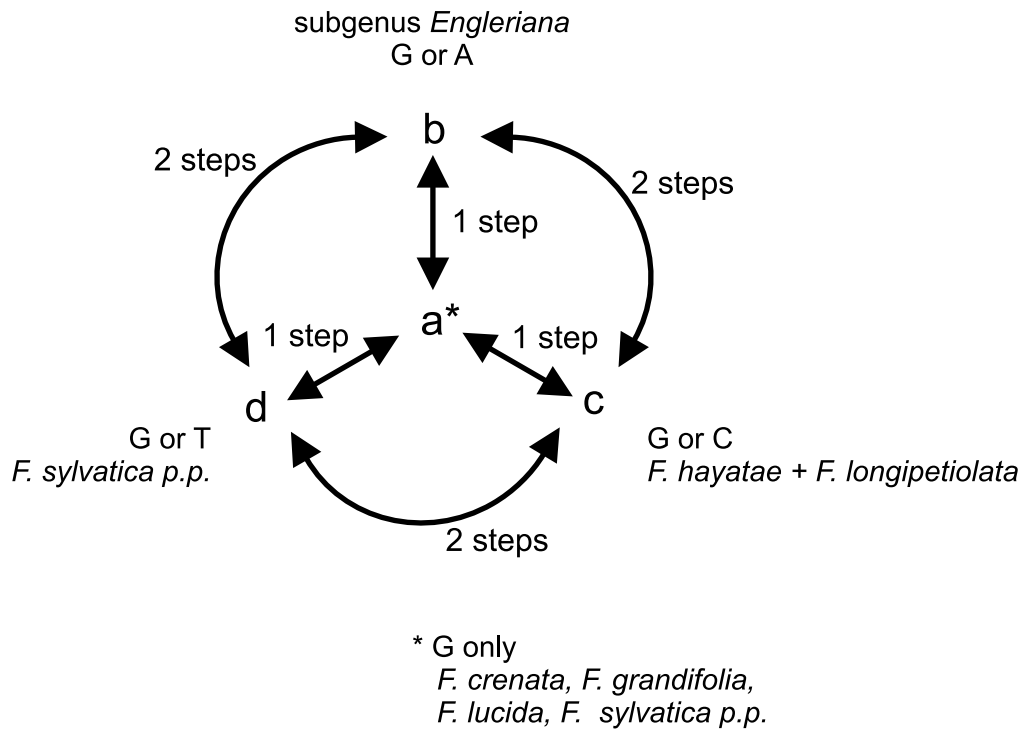 subgenus Engleriana
G or A
b
2 steps
2 steps
1 step
a*
1 step
1 step
d
c
G or T
F. sylvatica p.p.
G or C
F. hayatae + F. longipetiolata
2 steps
* G only
F. crenata, F. grandifolia,
F. lucida, F. sylvatica p.p.